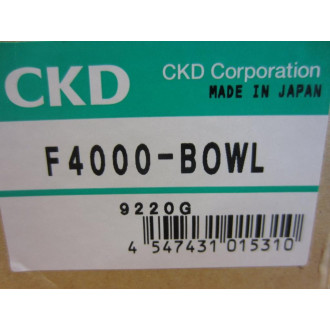 CKD
CKD Corporation
MADE IN JAPAN
F4000-BOWL
9220G
4 547431 015310